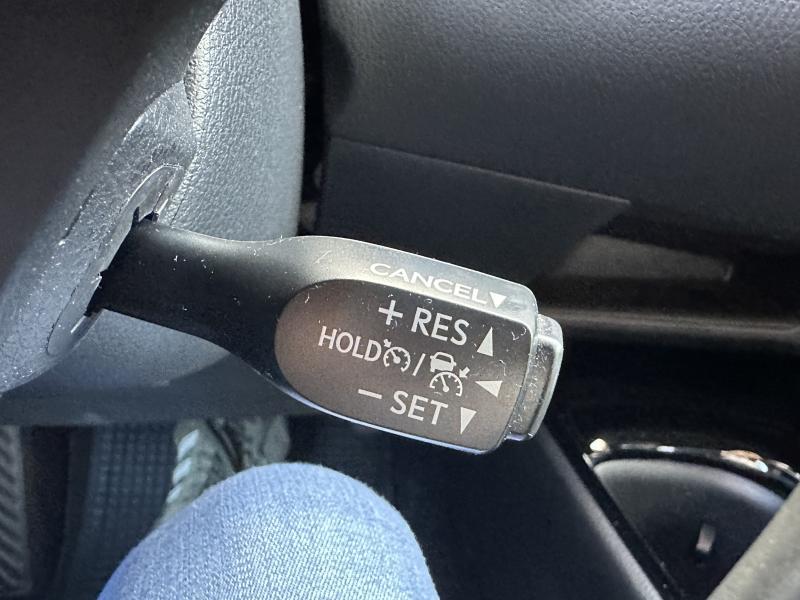 CANCEL▼
+ RES ▲
HOLD / ◀
− SET ▼